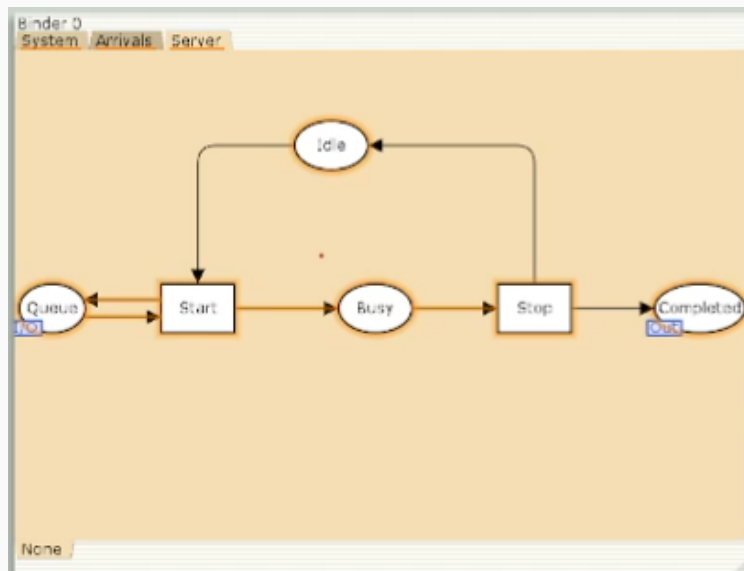 Binder 0
System Arrivals Server
Idle
Queue Start Busy Stop Completed
I/O Out
None